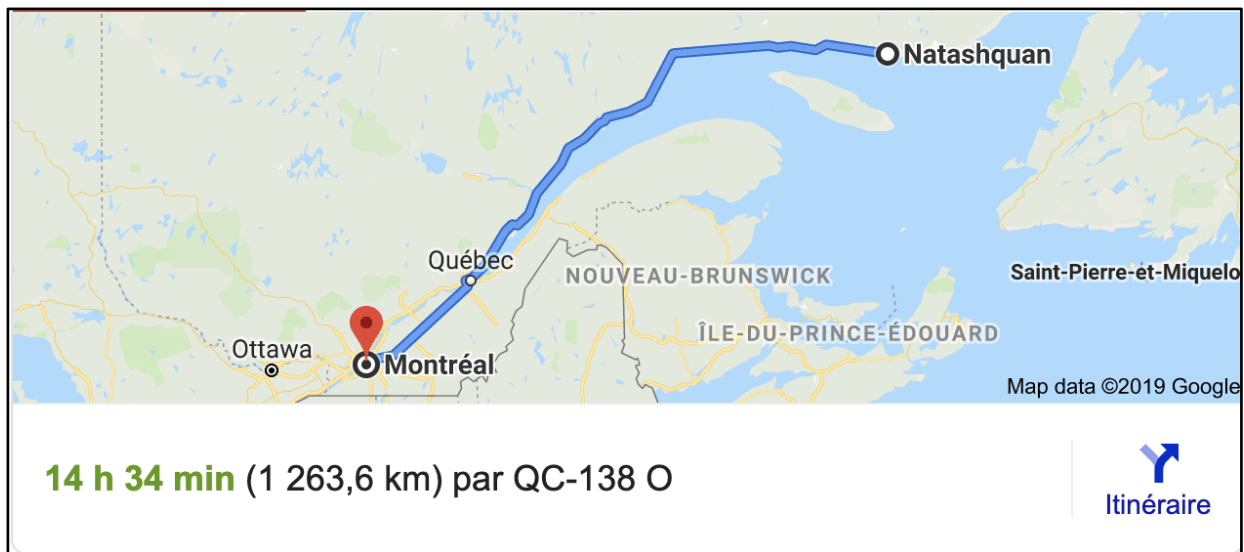 Natashquan
Québec
NOUVEAU-BRUNSWICK
Saint-Pierre-et-Miquelo
ÎLE-DU-PRINCE-ÉDOUARD
Ottawa
Montréal
Map data ©2019 Google
14 h 34 min (1 263,6 km) par QC-138 O
Itinéraire